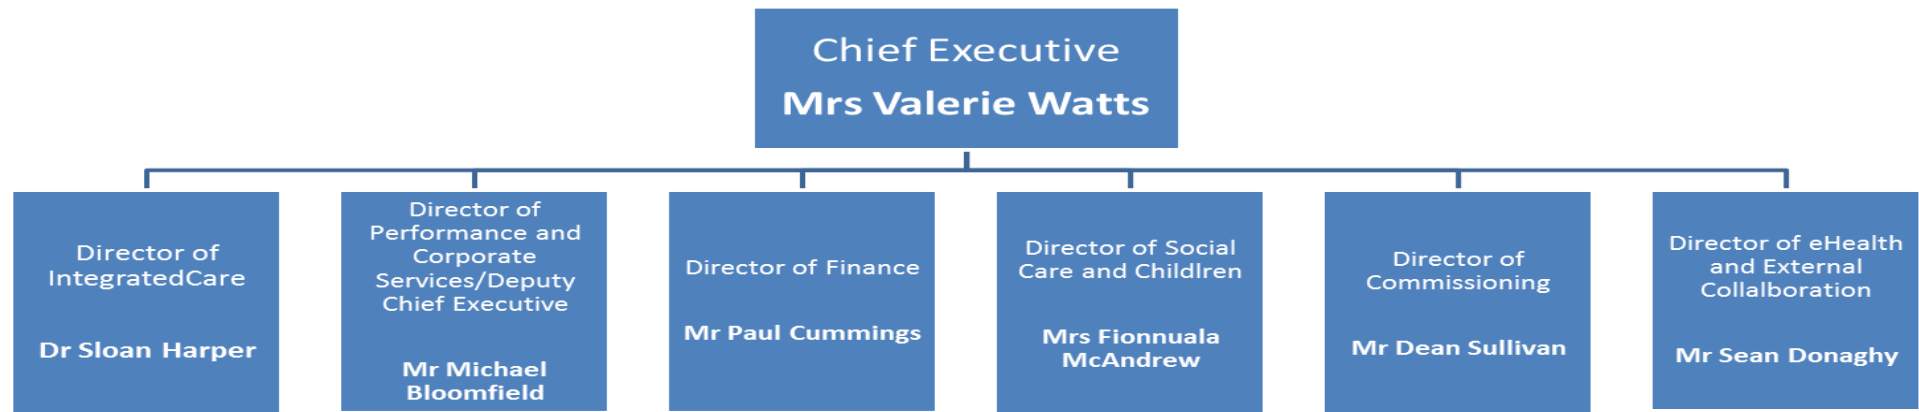 Chief Executive
Mrs Valerie Watts
Director of
IntegratedCare
Dr Sloan Harper
Director of
Performance and
Corporate
Services/Deputy
Chief Executive
Mr Michael
Bloomfield
Director of Finance
Mr Paul Cummings
Director of Social
Care and Childlren
Mrs Fionnuala
McAndrew
Director of
Commissioning
Mr Dean Sullivan
Director of eHealth
and External
Collalboration
Mr Sean Donaghy